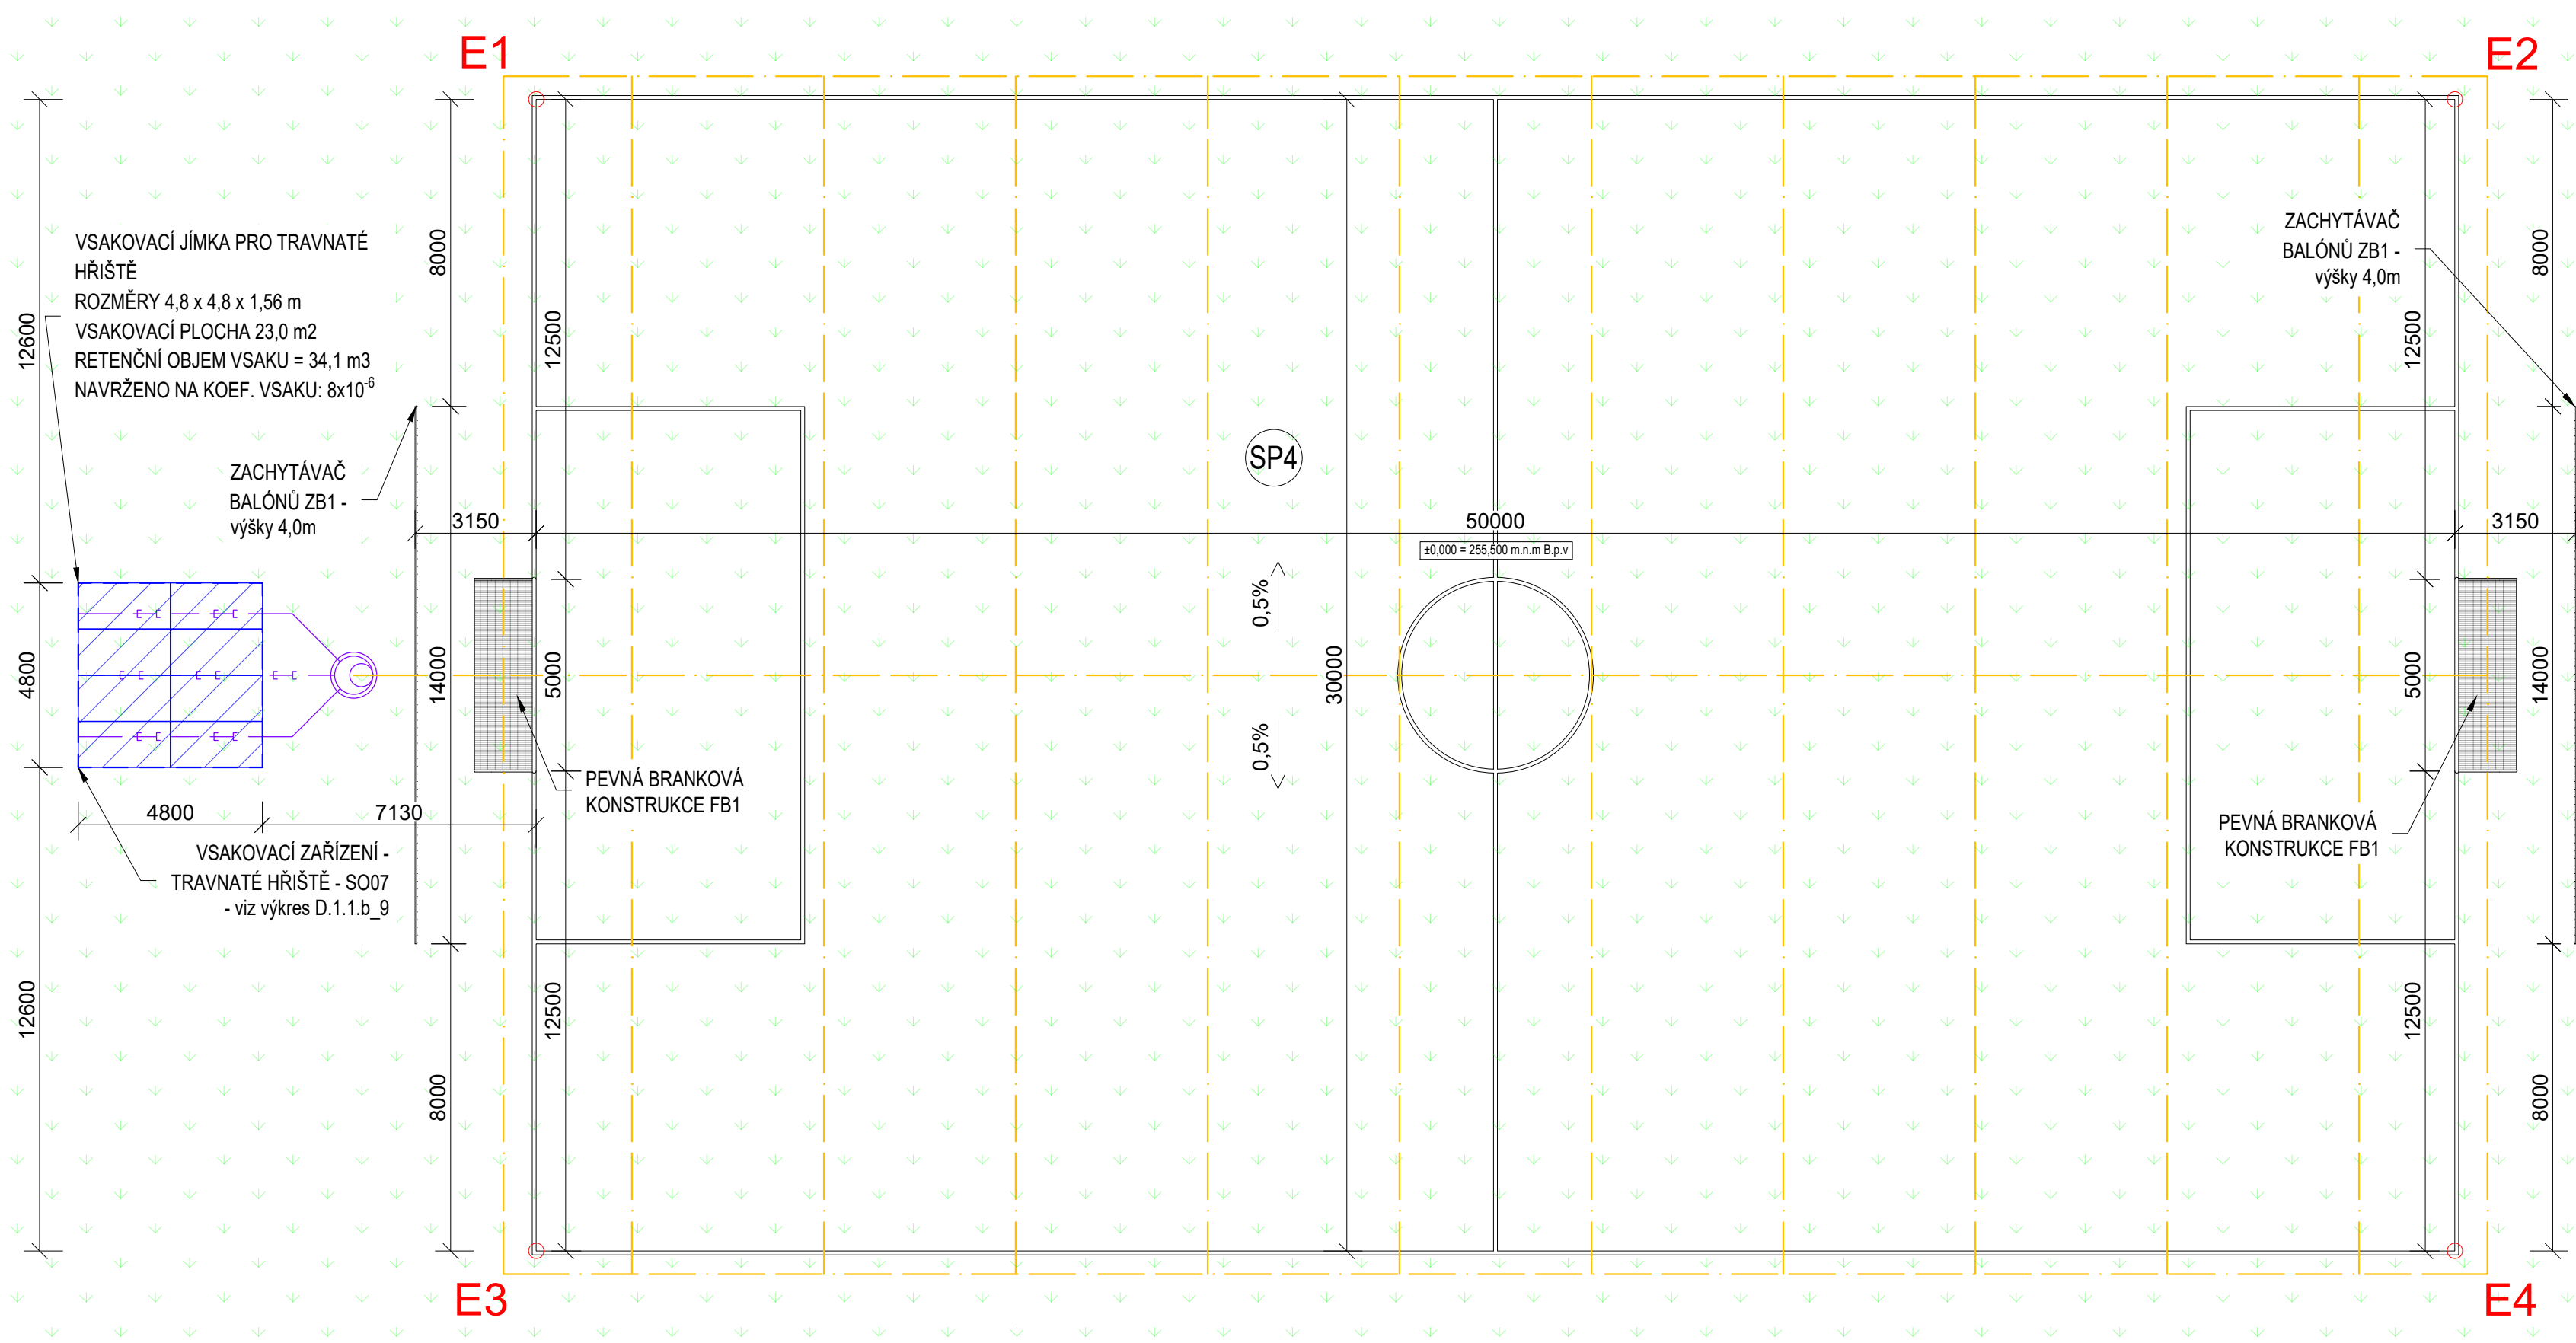 E1
E2
VSAKOVACÍ JÍMKA PRO TRAVNATÉ
HŘIŠTĚ
ROZMĚRY 4,8 x 4,8 x 1,56 m
VSAKOVACÍ PLOCHA 23,0 m2
RETENČNÍ OBJEM VSAKU = 34,1 m3
NAVRŽENO NA KOEF. VSAKU: 8x10⁻⁶
12600
8000
12500
ZACHYTÁVAČ
BALÓNŮ ZB1 -
výšky 4,0m
12500
8000
ZACHYTÁVAČ
BALÓNŮ ZB1 -
výšky 4,0m
SP4
3150
50000
3150
±0,000 = 255,500 m.n.m B.p.v
0,5%
0,5%
4800
14000
5000
30000
5000
14000
PEVNÁ BRANKOVÁ
KONSTRUKCE FB1
4800
7130
PEVNÁ BRANKOVÁ
KONSTRUKCE FB1
VSAKOVACÍ ZAŘÍZENÍ -
TRAVNATÉ HŘIŠTĚ - SO07
- viz výkres D.1.1.b_9
12600
12500
12500
8000
8000
E3
E4